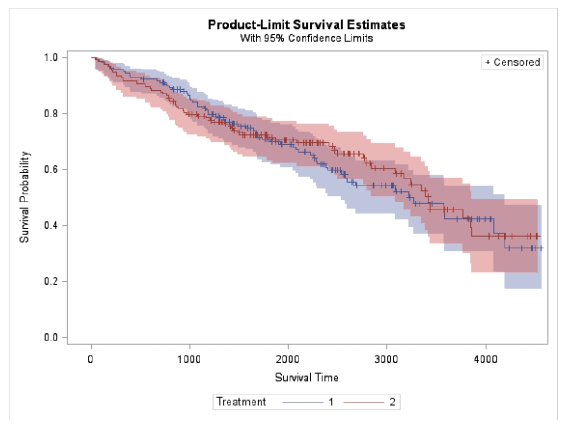 Product-Limit Survival Estimates
With 95% Confidence Limits
+ Censored
1.0
0.8
0.6
0.4
0.2
0.0
Survival Probability
0 1000 2000 3000 4000
Survival Time
Treatment 1 2